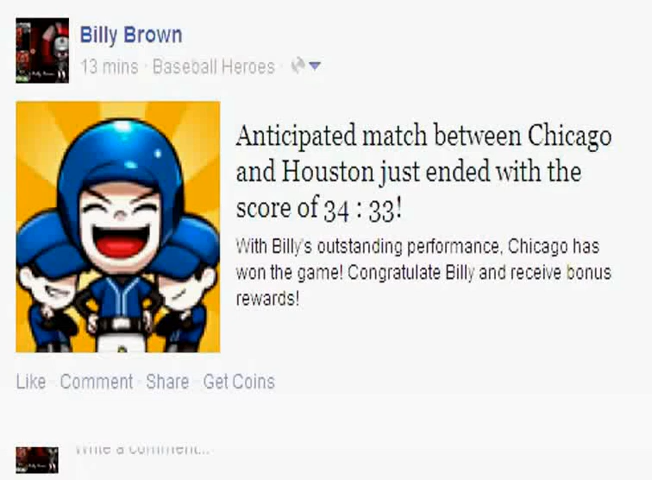 Billy Brown
13 mins · Baseball Heroes ·
Anticipated match between Chicago
and Houston just ended with the
score of 34 : 33!
With Billy's outstanding performance, Chicago has
won the game! Congratulate Billy and receive bonus
rewards!
Like · Comment · Share · Get Coins
Write a comment...